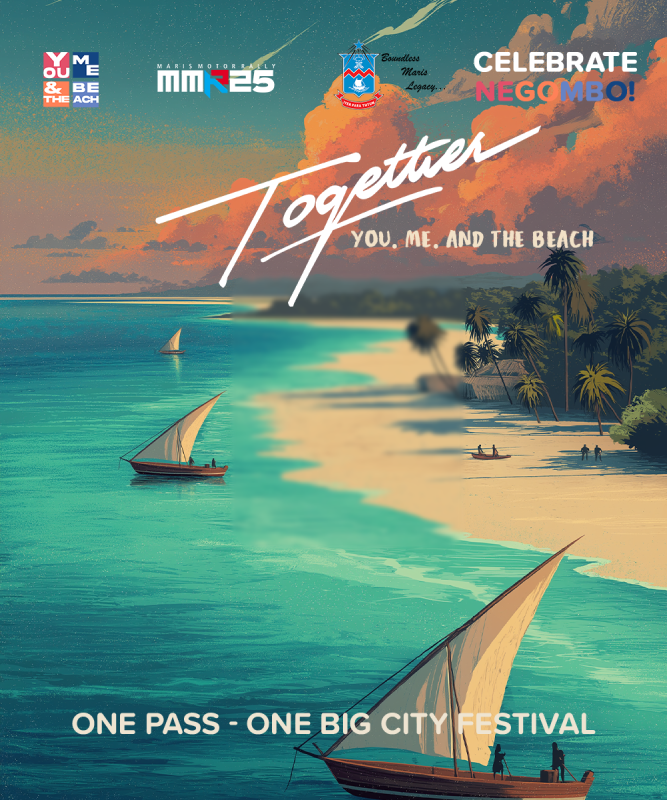 YOU ME
& THE BEACH
MARIS MOTOR RALLY
MMR25
Boundless
Maris
Legacy...
CELEBRATE
NEGOMBO!
Together
YOU. ME. AND THE BEACH
ONE PASS - ONE BIG CITY FESTIVAL